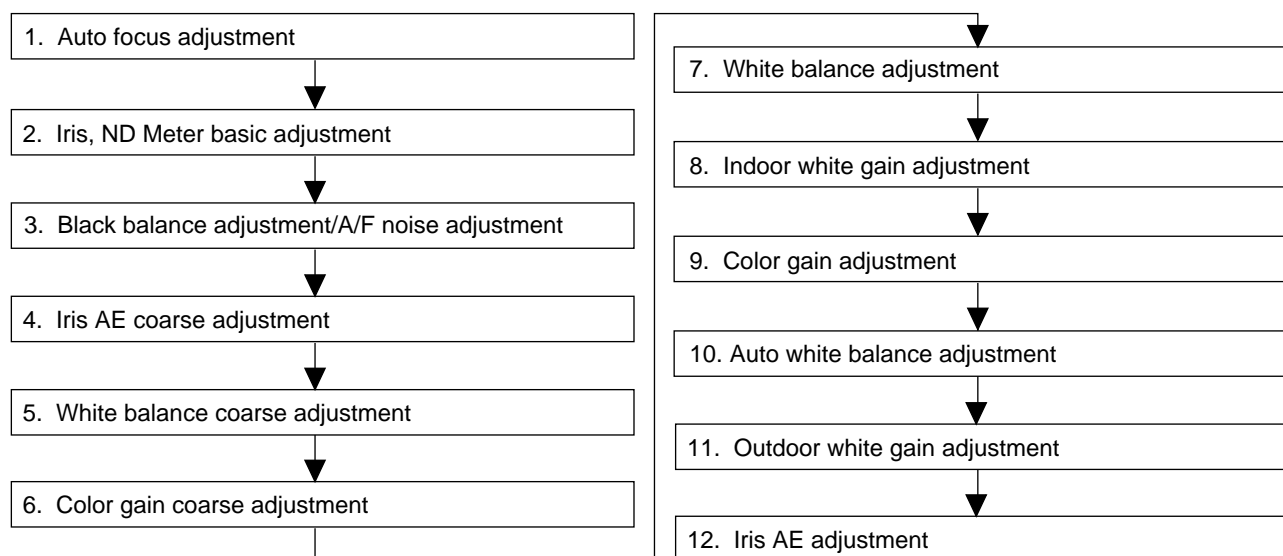 1. Auto focus adjustment
2. Iris, ND Meter basic adjustment
3. Black balance adjustment/A/F noise adjustment
4. Iris AE coarse adjustment
5. White balance coarse adjustment
6. Color gain coarse adjustment
7. White balance adjustment
8. Indoor white gain adjustment
9. Color gain adjustment
10. Auto white balance adjustment
11. Outdoor white gain adjustment
12. Iris AE adjustment